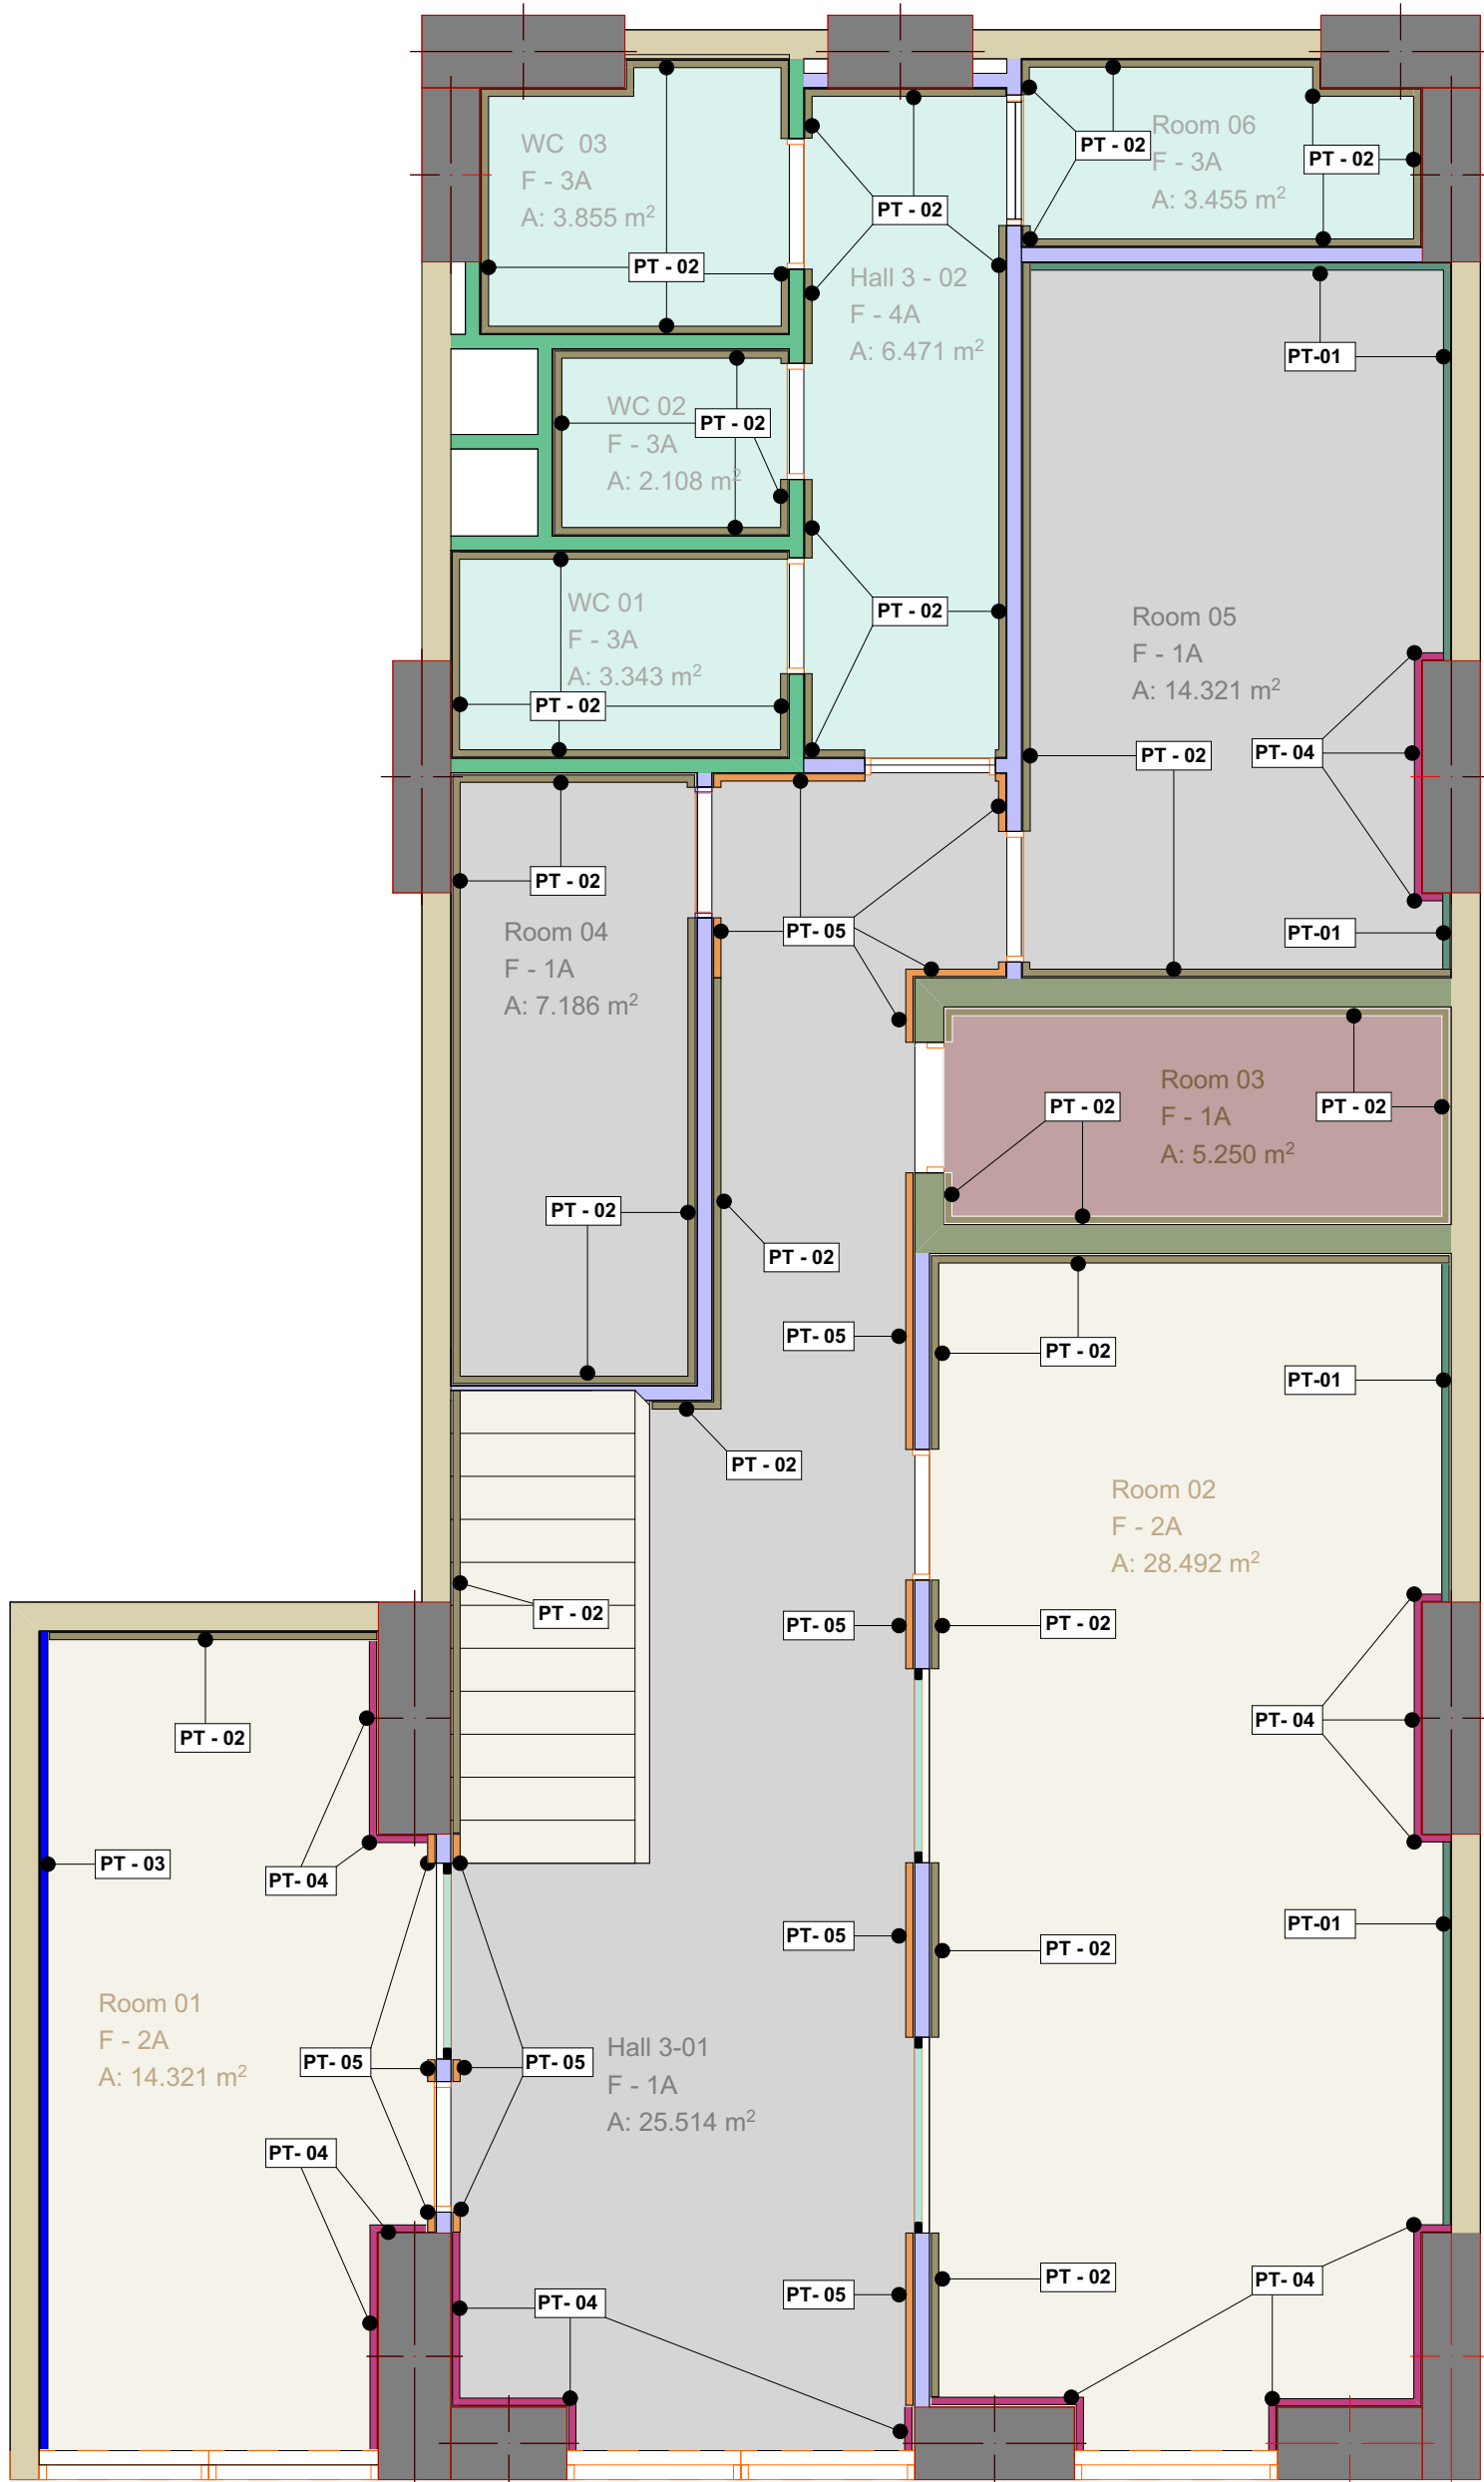 WC  03
F - 3A
A: 3.855 m²
PT - 02
PT - 02
Hall 3 - 02
F - 4A
A: 6.471 m²
Room 06
F - 3A
A: 3.455 m²
PT - 02
PT - 02
WC 02
F - 3A
A: 2.108 m²
PT - 02
PT-01
WC 01
F - 3A
A: 3.343 m²
PT - 02
PT - 02
Room 05
F - 1A
A: 14.321 m²
PT - 02
PT- 04
PT-01
PT - 02
Room 04
F - 1A
A: 7.186 m²
PT- 05
PT - 02
PT - 02
Room 03
F - 1A
A: 5.250 m²
PT - 02
PT - 02
PT - 02
PT- 05
PT - 02
PT-01
PT - 02
Room 02
F - 2A
A: 28.492 m²
PT - 02
PT- 05
PT - 02
PT- 04
PT - 02
PT - 03
PT- 04
PT- 05
PT - 02
PT-01
Room 01
F - 2A
A: 14.321 m²
PT- 05
PT- 05
Hall 3-01
F - 1A
A: 25.514 m²
PT- 04
PT- 04
PT- 05
PT - 02
PT- 04